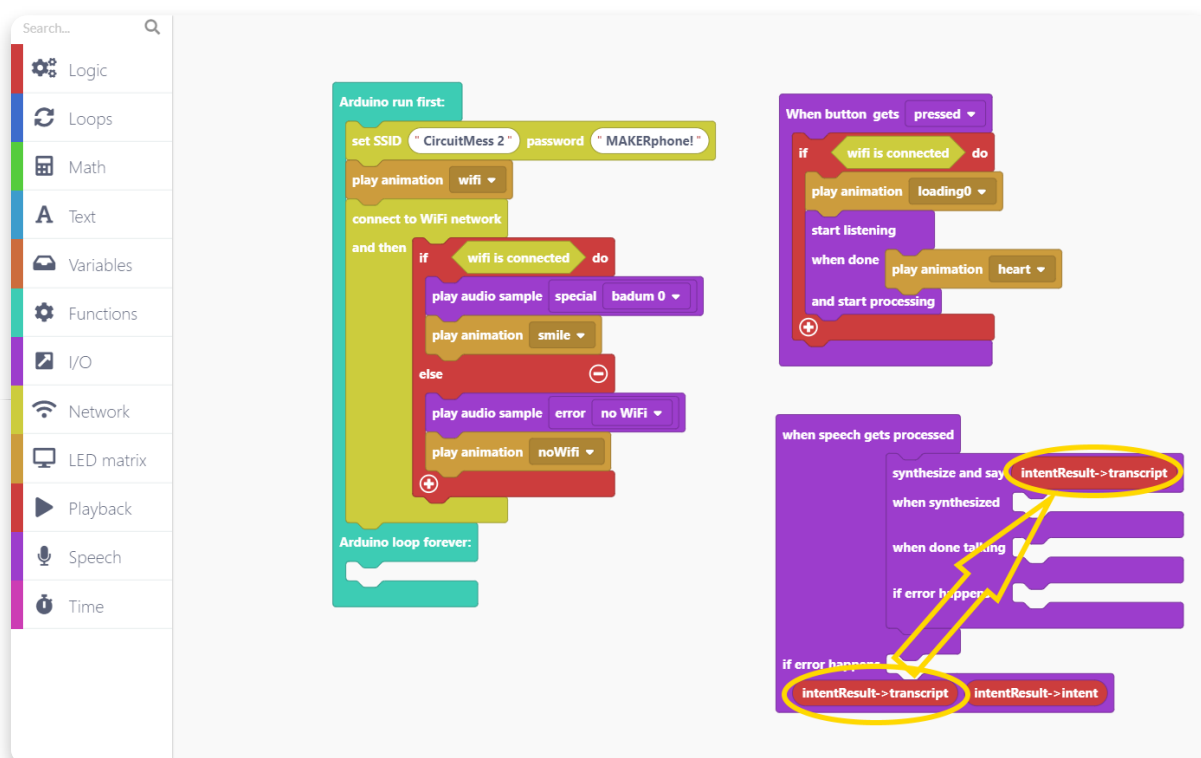 Search...
Logic
Loops
Math
Text
Variables
Functions
I/O
Network
LED matrix
Playback
Speech
Time
Arduino run first:
set SSID " CircuitMess 2 " password " MAKERphone! "
play animation wifi
connect to WiFi network
and then
if wifi is connected do
play audio sample special badum 0
play animation smile
else
play audio sample error no WiFi
play animation noWifi
Arduino loop forever:
When button gets pressed
if wifi is connected do
play animation loading0
start listening
when done play animation heart
and start processing
when speech gets processed
synthesize and say intentResult->transcript
when synthesized
when done talking
if error happens
if error happens
intentResult->transcript intentResult->intent